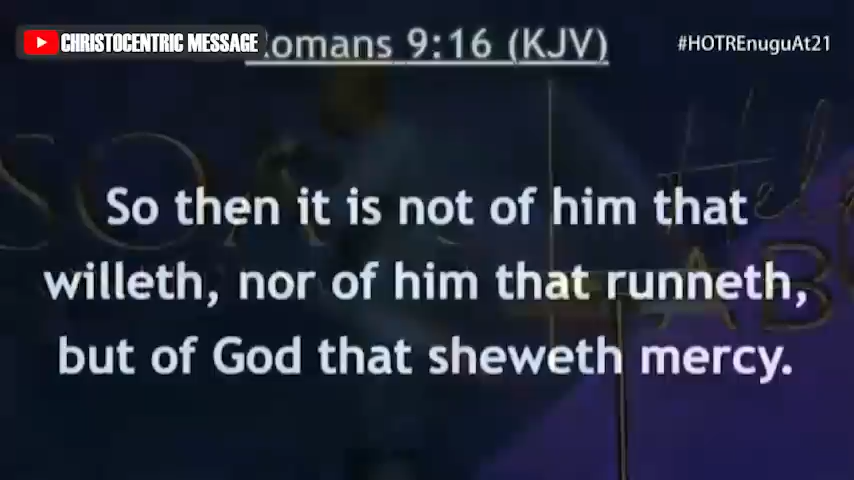 CHRISTOCENTRIC MESSAGE
omans 9:16 (KJV)
#HOTREnuguAt21
So then it is not of him that
willeth, nor of him that runneth,
but of God that sheweth mercy.